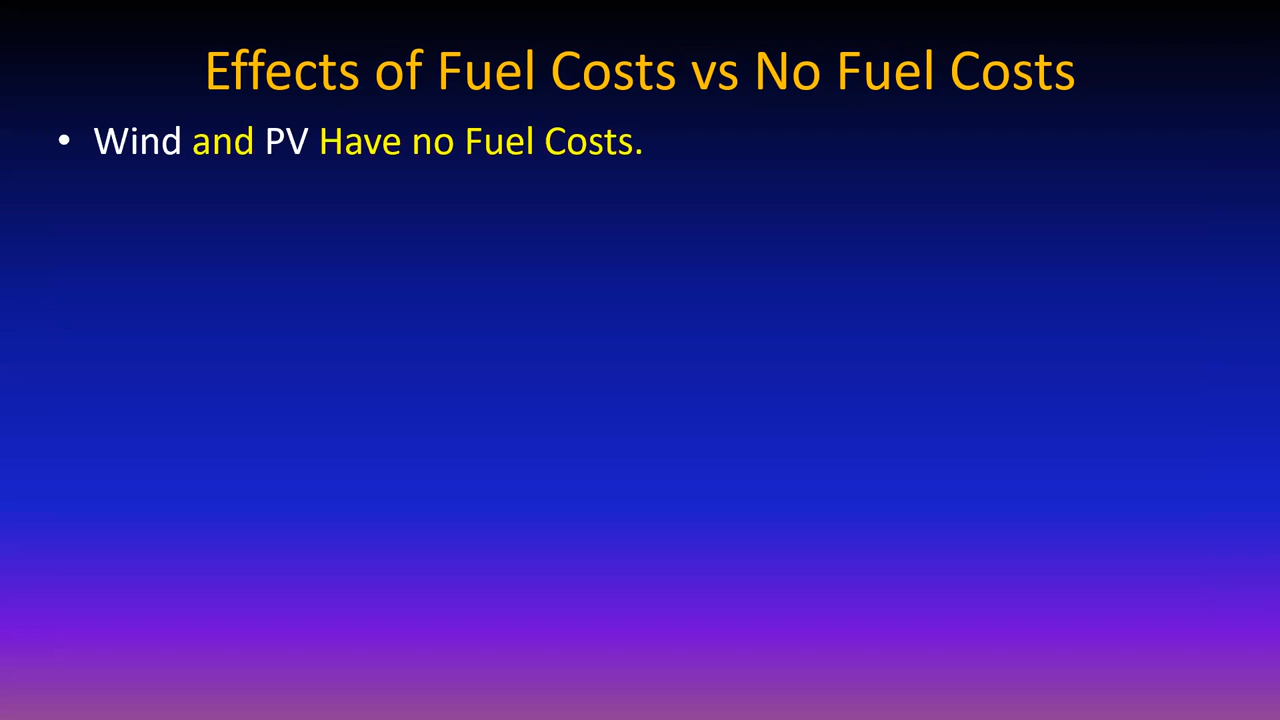 Effects of Fuel Costs vs No Fuel Costs
• Wind and PV Have no Fuel Costs.